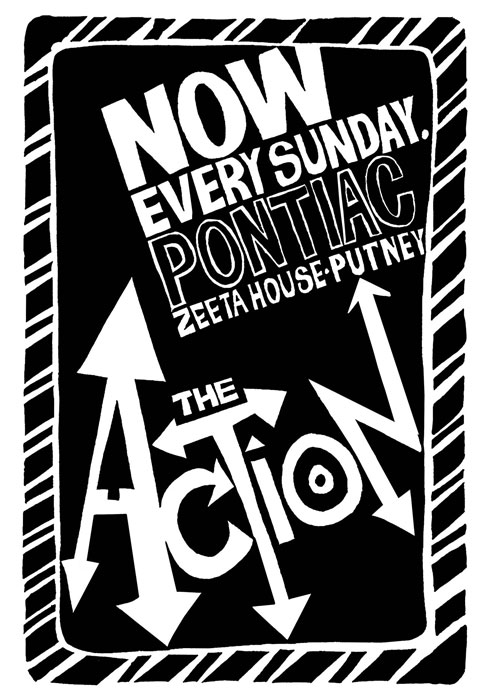 NOW
EVERY SUNDAY.
PONTIAC
ZEETA HOUSE·PUTNEY
THE
ACTiON